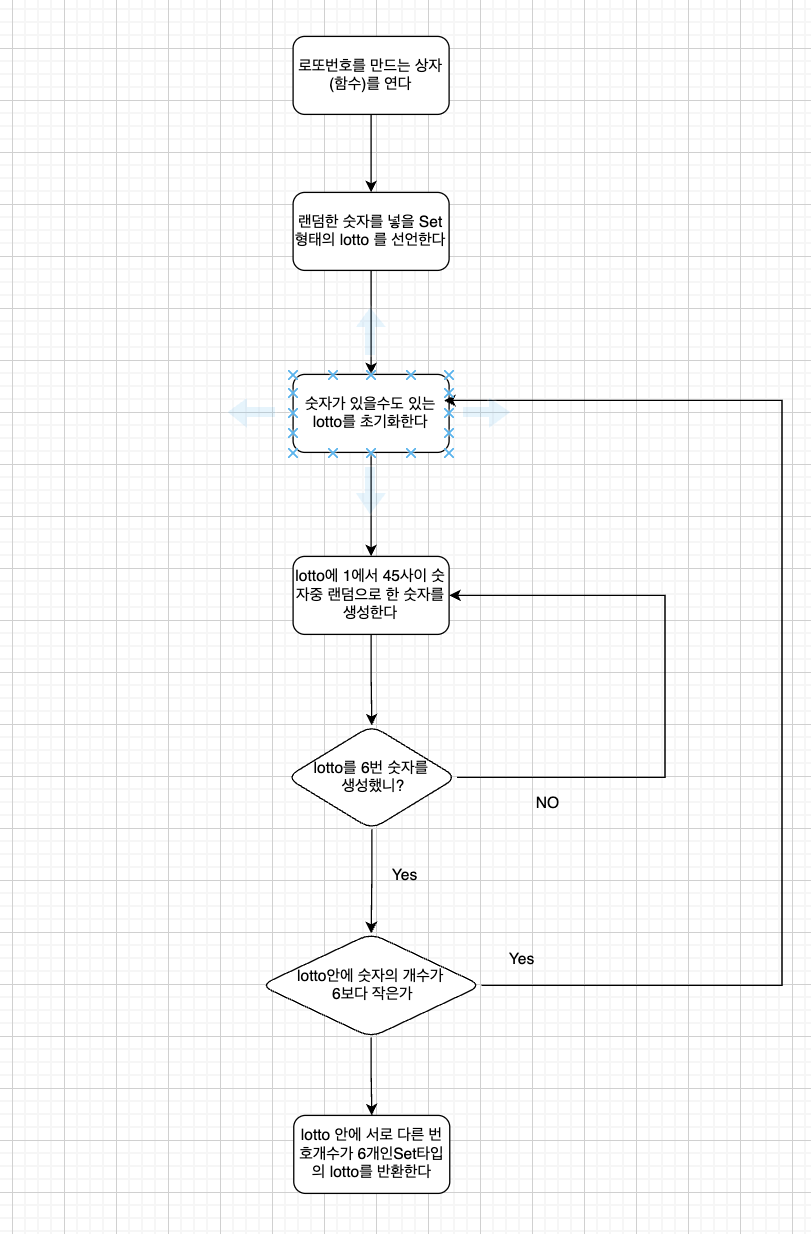 로또번호를 만드는 상자
(함수)를 연다
랜덤한 숫자를 넣을 Set
형태의 lotto 를 선언한다
숫자가 있을수도 있는
lotto를 초기화한다
lotto에 1에서 45사이 숫
자중 랜덤으로 한 숫자를
생성한다
lotto를 6번 숫자를
생성했니?
NO
Yes
lotto안에 숫자의 개수가
6보다 작은가
Yes
lotto 안에 서로 다른 번
호개수가 6개인Set타입
의 lotto를 반환한다